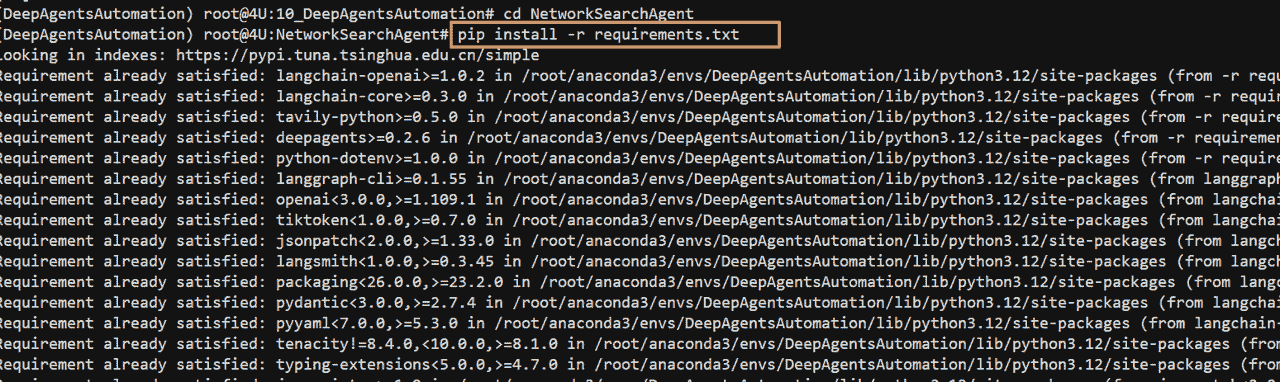 (DeepAgentsAutomation) root@4U:10_DeepAgentsAutomation# cd NetworkSearchAgent
(DeepAgentsAutomation) root@4U:NetworkSearchAgent# pip install -r requirements.txt
Looking in indexes: https://pypi.tuna.tsinghua.edu.cn/simple
Requirement already satisfied: langchain-openai>=1.0.2 in /root/anaconda3/envs/DeepAgentsAutomation/lib/python3.12/site-packages (from -r requir
Requirement already satisfied: langchain-core>=0.3.0 in /root/anaconda3/envs/DeepAgentsAutomation/lib/python3.12/site-packages (from -r require
Requirement already satisfied: tavily-python>=0.5.0 in /root/anaconda3/envs/DeepAgentsAutomation/lib/python3.12/site-packages (from -r require
Requirement already satisfied: deepagents>=0.2.6 in /root/anaconda3/envs/DeepAgentsAutomation/lib/python3.12/site-packages (from -r requiremen
Requirement already satisfied: python-dotenv>=1.0.0 in /root/anaconda3/envs/DeepAgentsAutomation/lib/python3.12/site-packages (from -r require
Requirement already satisfied: langgraph-cli>=0.1.55 in /root/anaconda3/envs/DeepAgentsAutomation/lib/python3.12/site-packages (from langgraph
Requirement already satisfied: openai<3.0.0,>=1.109.1 in /root/anaconda3/envs/DeepAgentsAutomation/lib/python3.12/site-packages (from langchain
Requirement already satisfied: tiktoken<1.0.0,>=0.7.0 in /root/anaconda3/envs/DeepAgentsAutomation/lib/python3.12/site-packages (from langchain
Requirement already satisfied: jsonpatch<2.0.0,>=1.33.0 in /root/anaconda3/envs/DeepAgentsAutomation/lib/python3.12/site-packages (from langch
Requirement already satisfied: langsmith<1.0.0,>=0.3.45 in /root/anaconda3/envs/DeepAgentsAutomation/lib/python3.12/site-packages (from langch
Requirement already satisfied: packaging<26.0.0,>=23.2.0 in /root/anaconda3/envs/DeepAgentsAutomation/lib/python3.12/site-packages (from langc
Requirement already satisfied: pydantic<3.0.0,>=2.7.4 in /root/anaconda3/envs/DeepAgentsAutomation/lib/python3.12/site-packages (from langchain
Requirement already satisfied: pyyaml<7.0.0,>=5.3.0 in /root/anaconda3/envs/DeepAgentsAutomation/lib/python3.12/site-packages (from langchain-
Requirement already satisfied: tenacity!=8.4.0,<10.0.0,>=8.1.0 in /root/anaconda3/envs/DeepAgentsAutomation/lib/python3.12/site-packages (from
Requirement already satisfied: typing-extensions<5.0.0,>=4.7.0 in /root/anaconda3/envs/DeepAgentsAutomation/lib/python3.12/site-packages (from